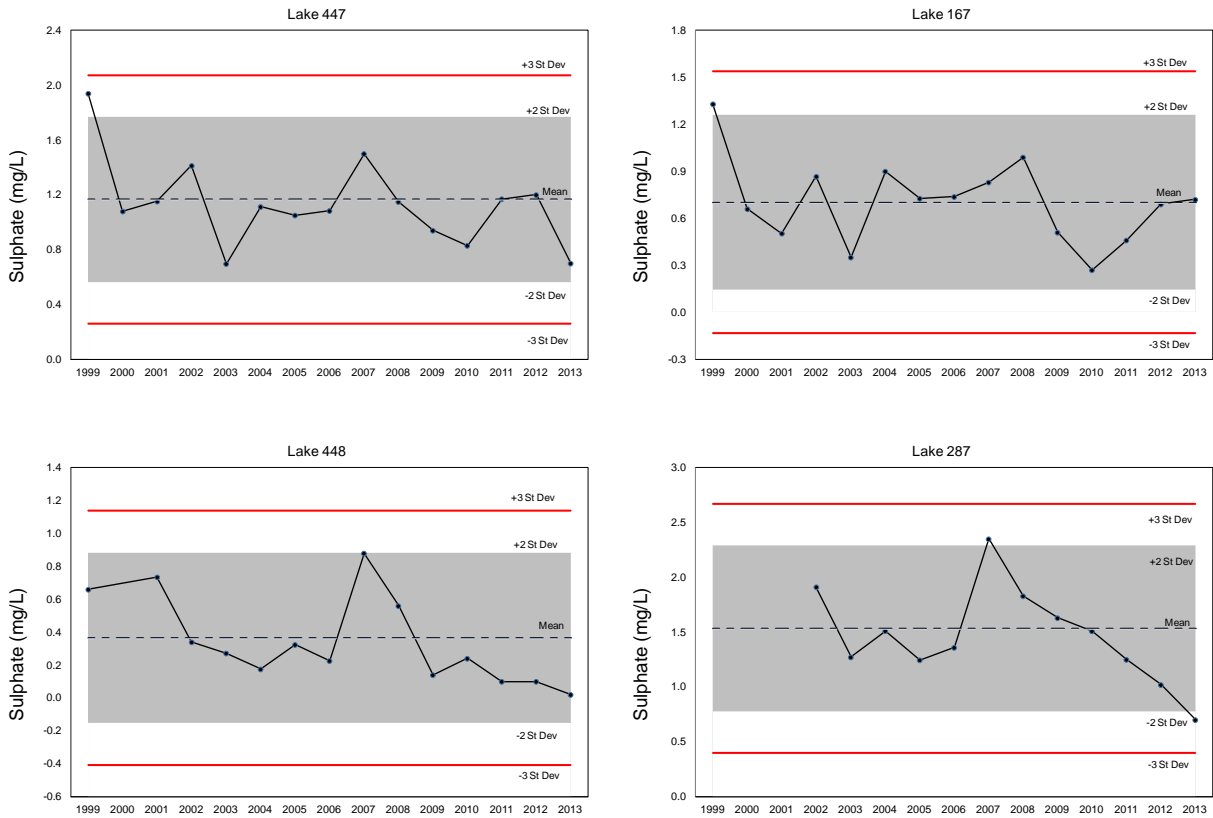 Lake 447
Sulphate (mg/L)
2.4
2.0
1.6
1.2
0.8
0.4
0.0
+3 St Dev
+2 St Dev
Mean
-2 St Dev
-3 St Dev
1999 2000 2001 2002 2003 2004 2005 2006 2007 2008 2009 2010 2011 2012 2013
Lake 167
Sulphate (mg/L)
1.8
1.5
1.2
0.9
0.6
0.3
0.0
-0.3
+3 St Dev
+2 St Dev
Mean
-2 St Dev
-3 St Dev
1999 2000 2001 2002 2003 2004 2005 2006 2007 2008 2009 2010 2011 2012 2013
Lake 448
Sulphate (mg/L)
1.4
1.2
1.0
0.8
0.6
0.4
0.2
0.0
-0.2
-0.4
-0.6
+3 St Dev
+2 St Dev
Mean
-2 St Dev
-3 St Dev
1999 2000 2001 2002 2003 2004 2005 2006 2007 2008 2009 2010 2011 2012 2013
Lake 287
Sulphate (mg/L)
3.0
2.5
2.0
1.5
1.0
0.5
0.0
+3 St Dev
+2 St Dev
Mean
-2 St Dev
-3 St Dev
1999 2000 2001 2002 2003 2004 2005 2006 2007 2008 2009 2010 2011 2012 2013